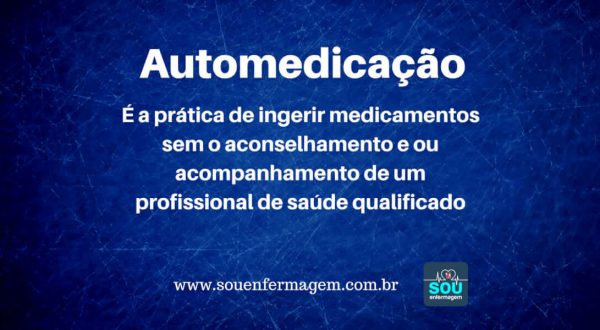 Automedicação
É a prática de ingerir medicamentos
sem o aconselhamento e ou
acompanhamento de um
profissional de saúde qualificado
www.souenfermagem.com.br
SOU
enfermagem